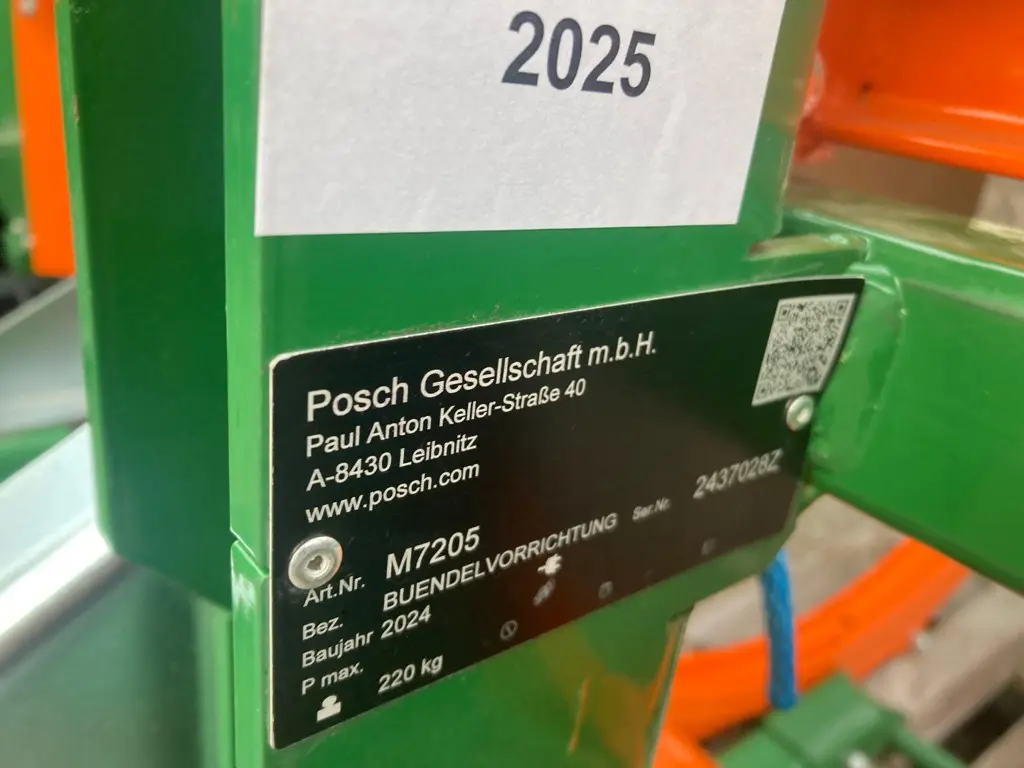 2025
Posch Gesellschaft m.b.H.
Paul Anton Keller-Straße 40
A-8430 Leibnitz
www.posch.com
Art.Nr. M7205 Ser.Nr. 2437028Z
Bez. BUENDELVORRICHTUNG
Baujahr 2024
P max.
220 kg